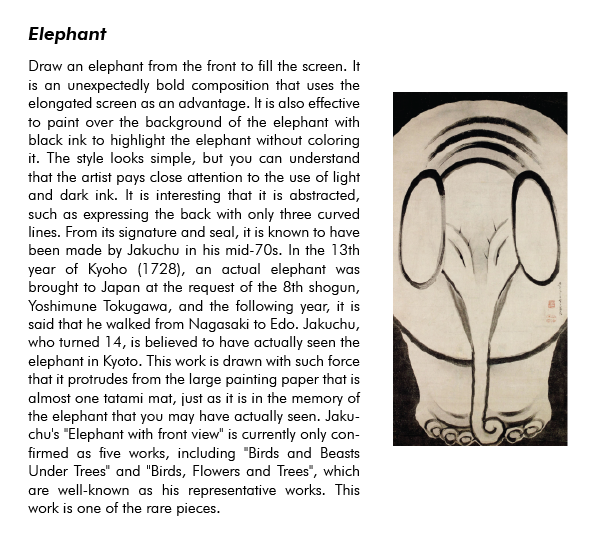 Elephant
Draw an elephant from the front to fill the screen. It
is an unexpectedly bold composition that uses the
elongated screen as an advantage. It is also effective
to paint over the background of the elephant with
black ink to highlight the elephant without coloring
it. The style looks simple, but you can understand
that the artist pays close attention to the use of light
and dark ink. It is interesting that it is abstracted,
such as expressing the back with only three curved
lines. From its signature and seal, it is known to have
been made by Jakuchu in his mid-70s. In the 13th
year of Kyoho (1728), an actual elephant was
brought to Japan at the request of the 8th shogun,
Yoshimune Tokugawa, and the following year, it is
said that he walked from Nagasaki to Edo. Jakuchu,
who turned 14, is believed to have actually seen the
elephant in Kyoto. This work is drawn with such force
that it protrudes from the large painting paper that is
almost one tatami mat, just as it is in the memory of
the elephant that you may have actually seen. Jaku-
chu's "Elephant with front view" is currently only con-
firmed as five works, including "Birds and Beasts
Under Trees" and "Birds, Flowers and Trees", which
are well-known as his representative works. This
work is one of the rare pieces.